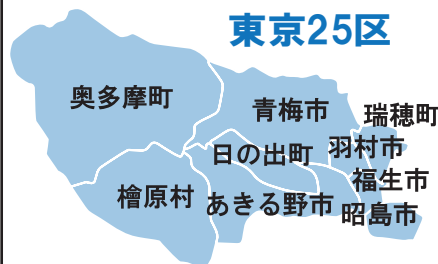 東京25区
奥多摩町
青梅市
瑞穂町
日の出町
羽村市
福生市
檜原村
あきる野市
昭島市